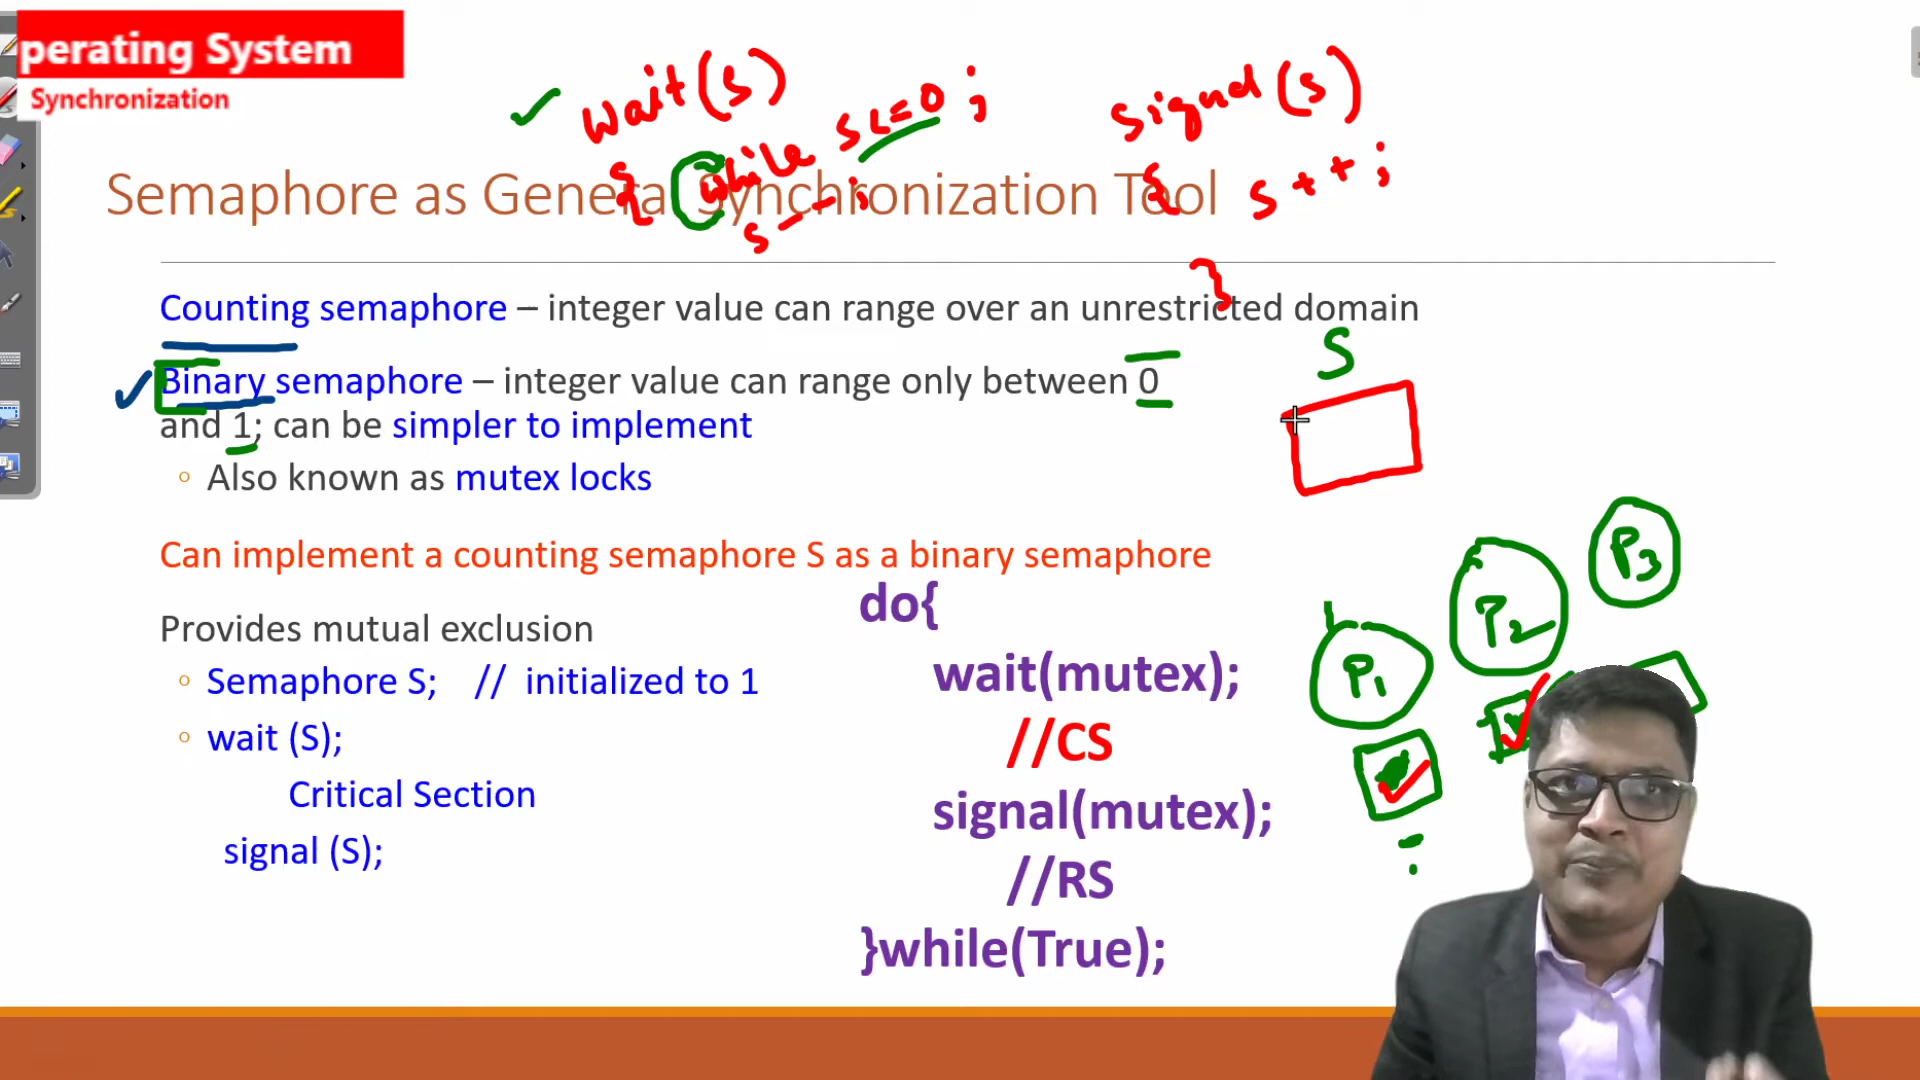 perating System
Synchronization
wait(s)
{ while s<=0 ;
s--;
signal(s)
{ s++;
}
Semaphore as General Synchronization Tool
Counting semaphore – integer value can range over an unrestricted domain
Binary semaphore – integer value can range only between 0
and 1; can be simpler to implement
Also known as mutex locks
S
Can implement a counting semaphore S as a binary semaphore
Provides mutual exclusion
Semaphore S; // initialized to 1
wait (S);
Critical Section
signal (S);
do{
wait(mutex);
//CS
signal(mutex);
//RS
}while(True);
P1
P2
P3